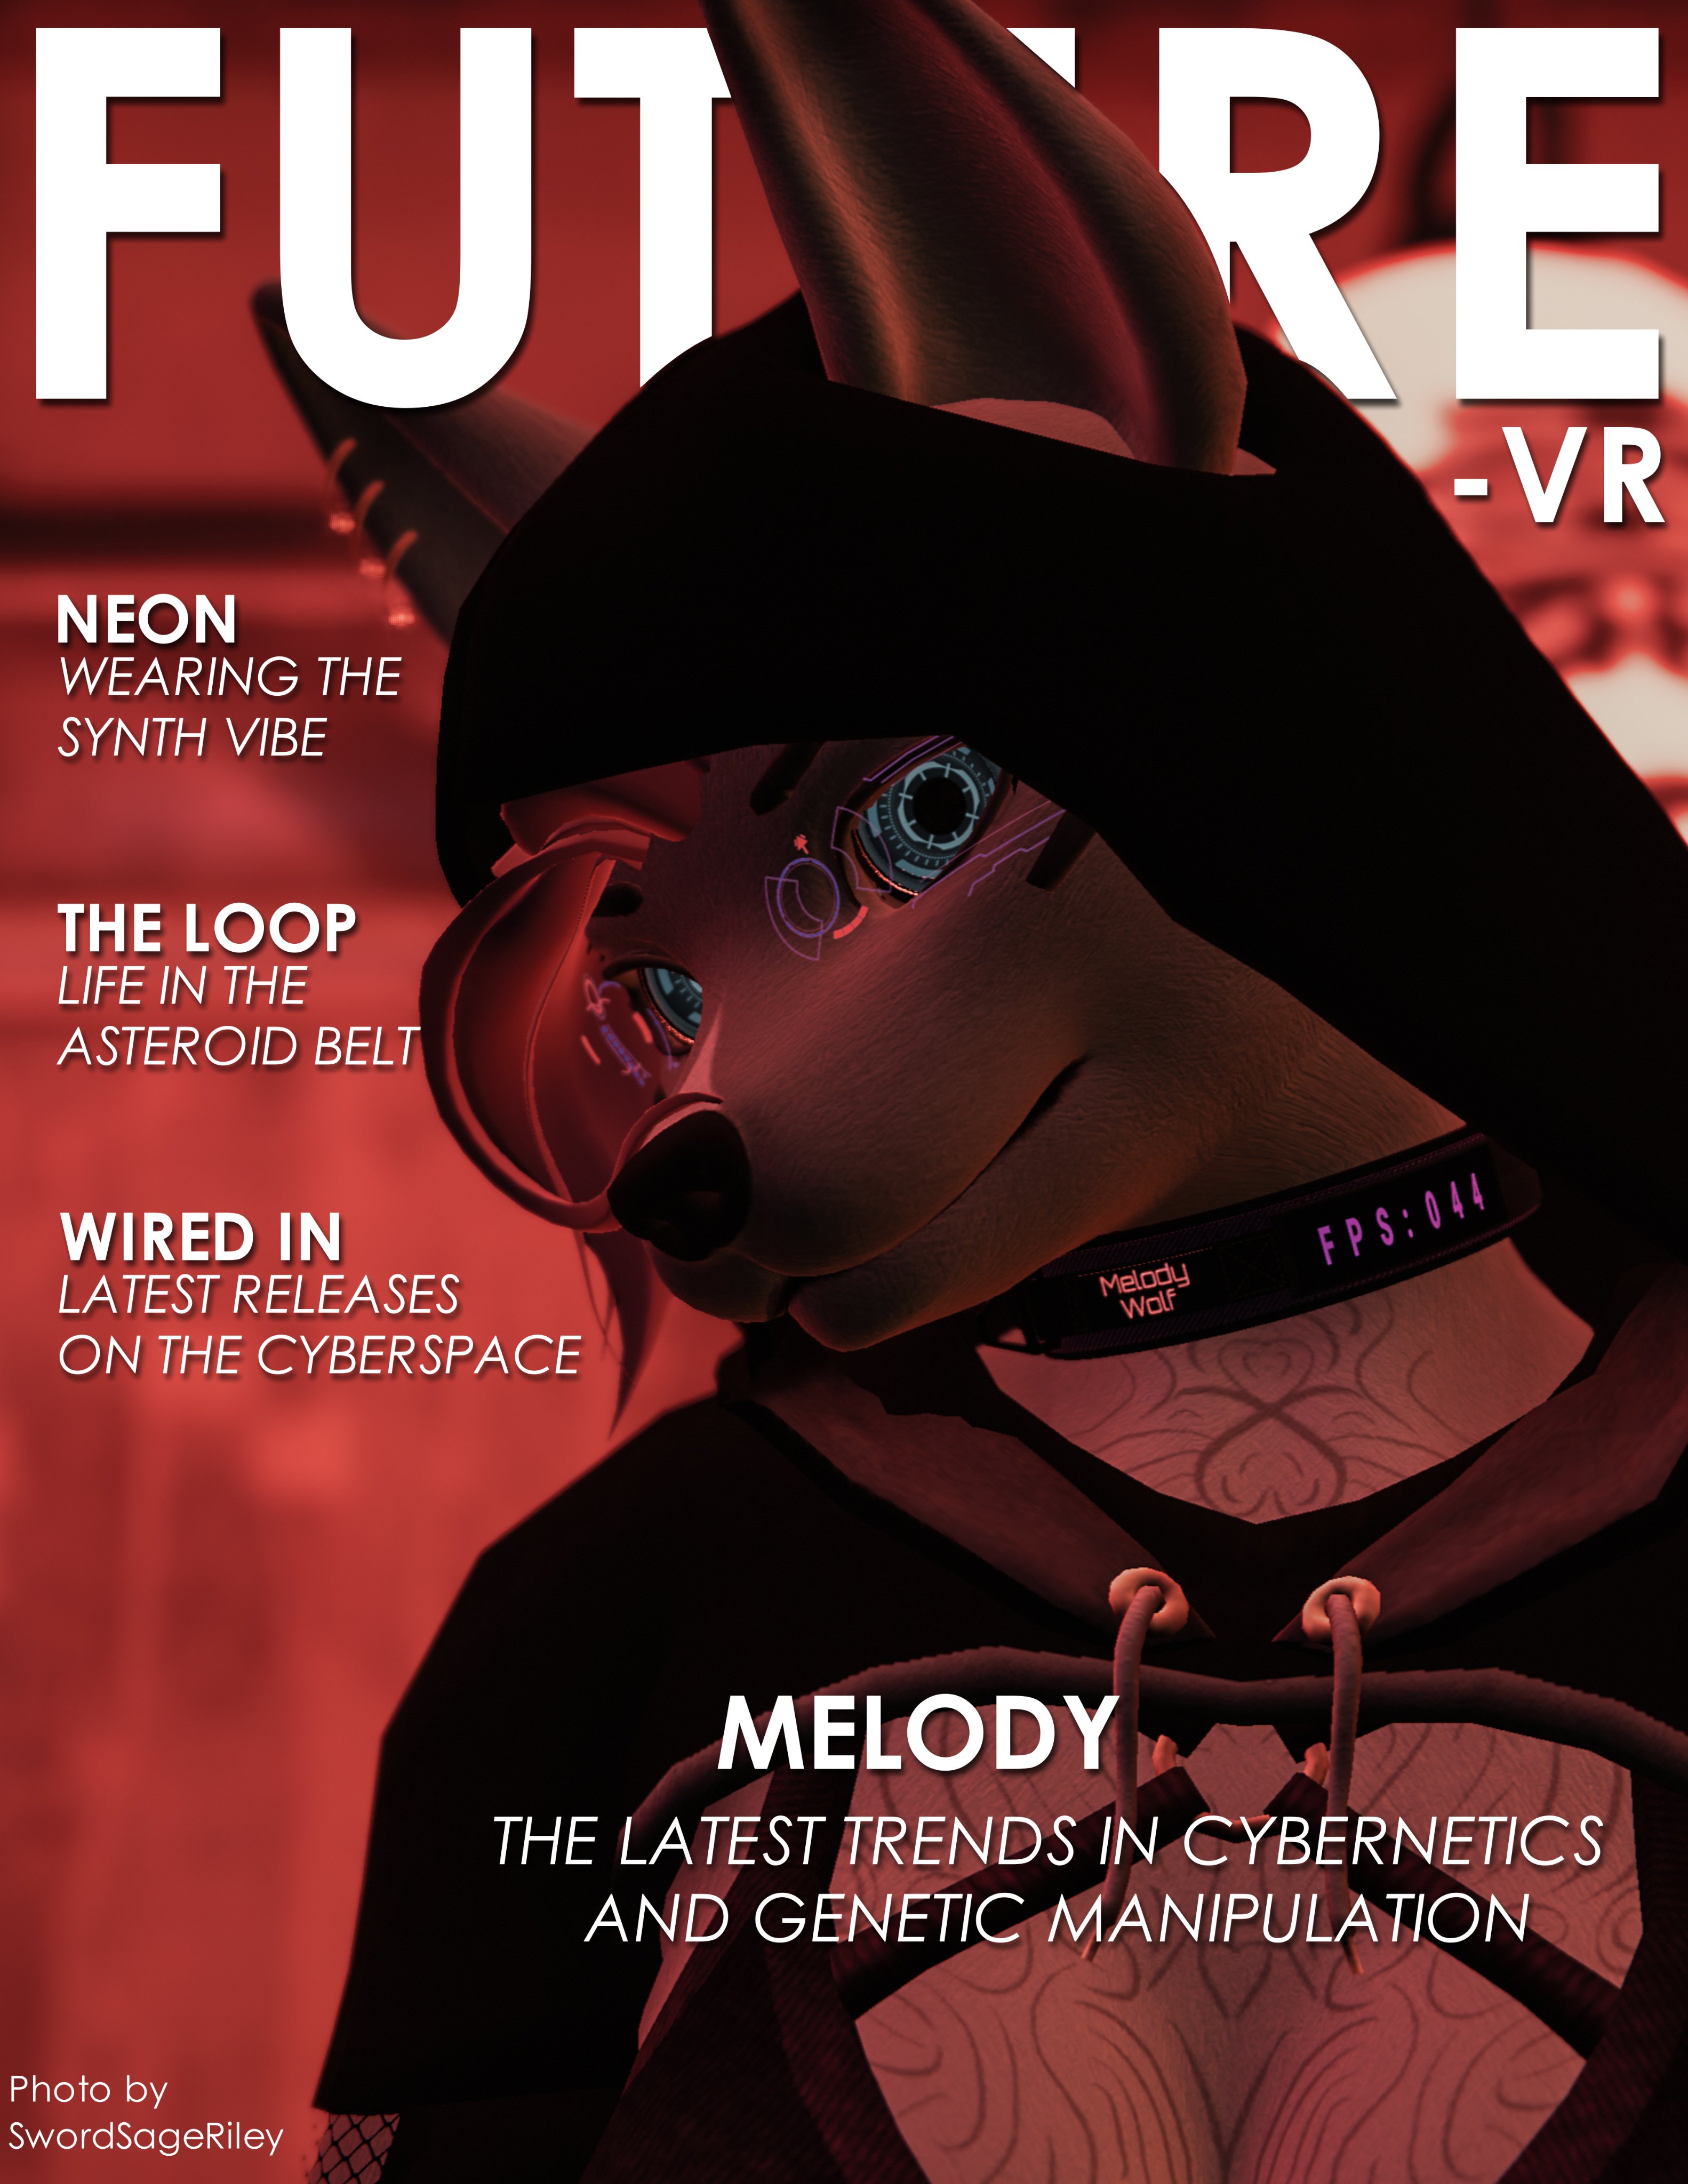 FUTURE
-VR
NEON
WEARING THE
SYNTH VIBE
THE LOOP
LIFE IN THE
ASTEROID BELT
WIRED IN
LATEST RELEASES
ON THE CYBERSPACE
FPS:044
Melody
Wolf
MELODY
THE LATEST TRENDS IN CYBERNETICS
AND GENETIC MANIPULATION
Photo by
SwordSageRiley